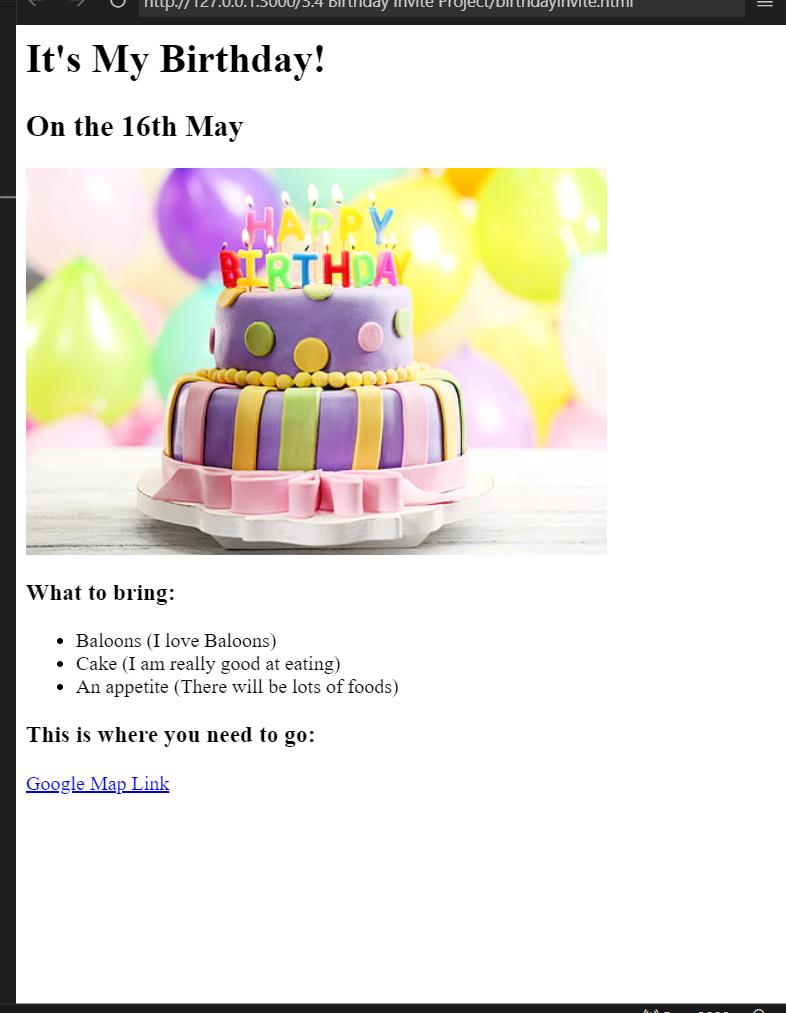 http://127.0.0.1:3000/3.4 Birthday Invite Project/birthdayinvite.html
It's My Birthday!
On the 16th May
HAPPY
BIRTHDAY
What to bring:
Baloons (I love Baloons)
Cake (I am really good at eating)
An appetite (There will be lots of foods)
This is where you need to go:
Google Map Link